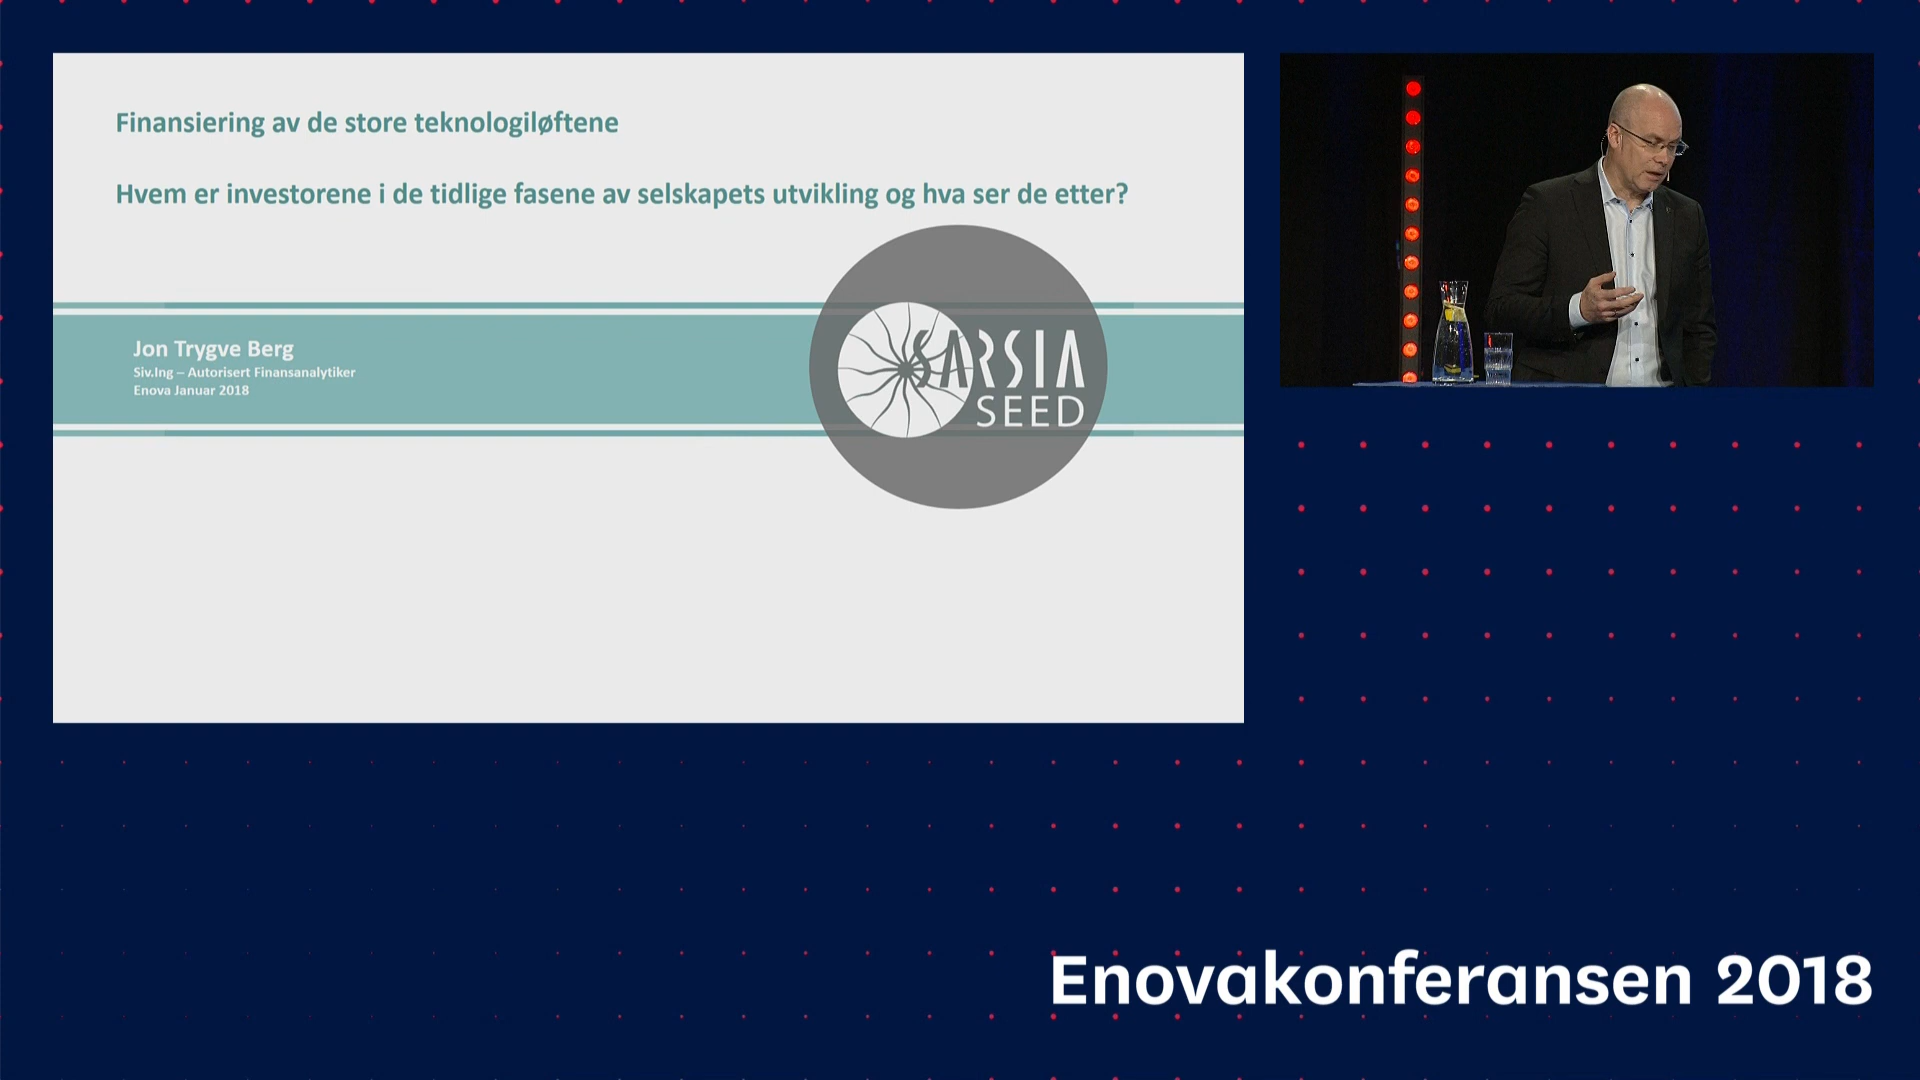 Finansiering av de store teknologiløftene
Hvem er investorene i de tidlige fasene av selskapets utvikling og hva ser de etter?
Jon Trygve Berg
Siv.Ing – Autorisert Finansanalytiker
Enova Januar 2018
SARSIA
SEED
Enovakonferansen 2018